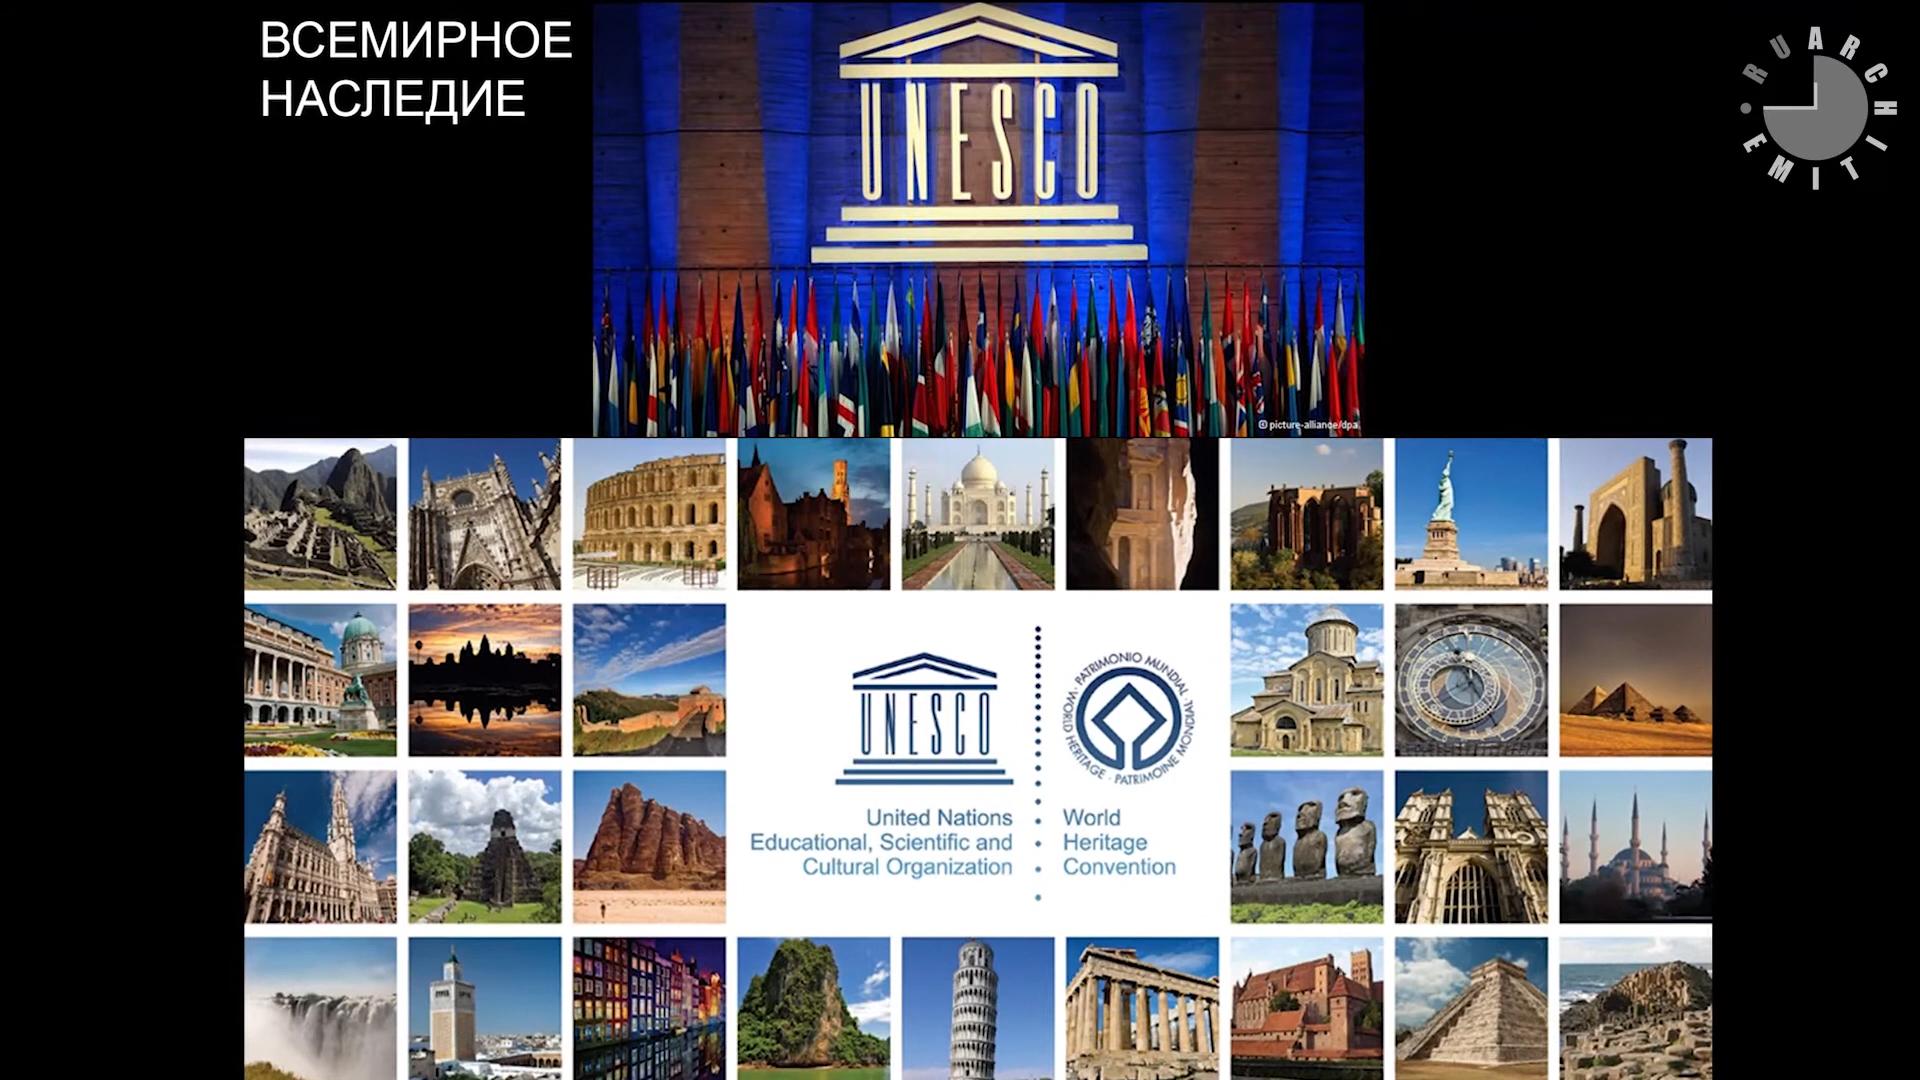 ВСЕМИРНОЕ
НАСЛЕДИЕ
UNESCO
© picture-alliance/dpa
RUARCHITIME
UNESCO
United Nations
Educational, Scientific and
Cultural Organization
WORLD HERITAGE · PATRIMONIO MUNDIAL · PATRIMOINE MONDIAL ·
World
Heritage
Convention